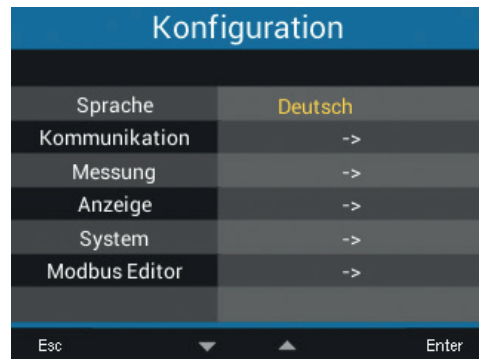 Konfiguration
Sprache Deutsch
Kommunikation ->
Messung ->
Anzeige ->
System ->
Modbus Editor ->
Esc Enter